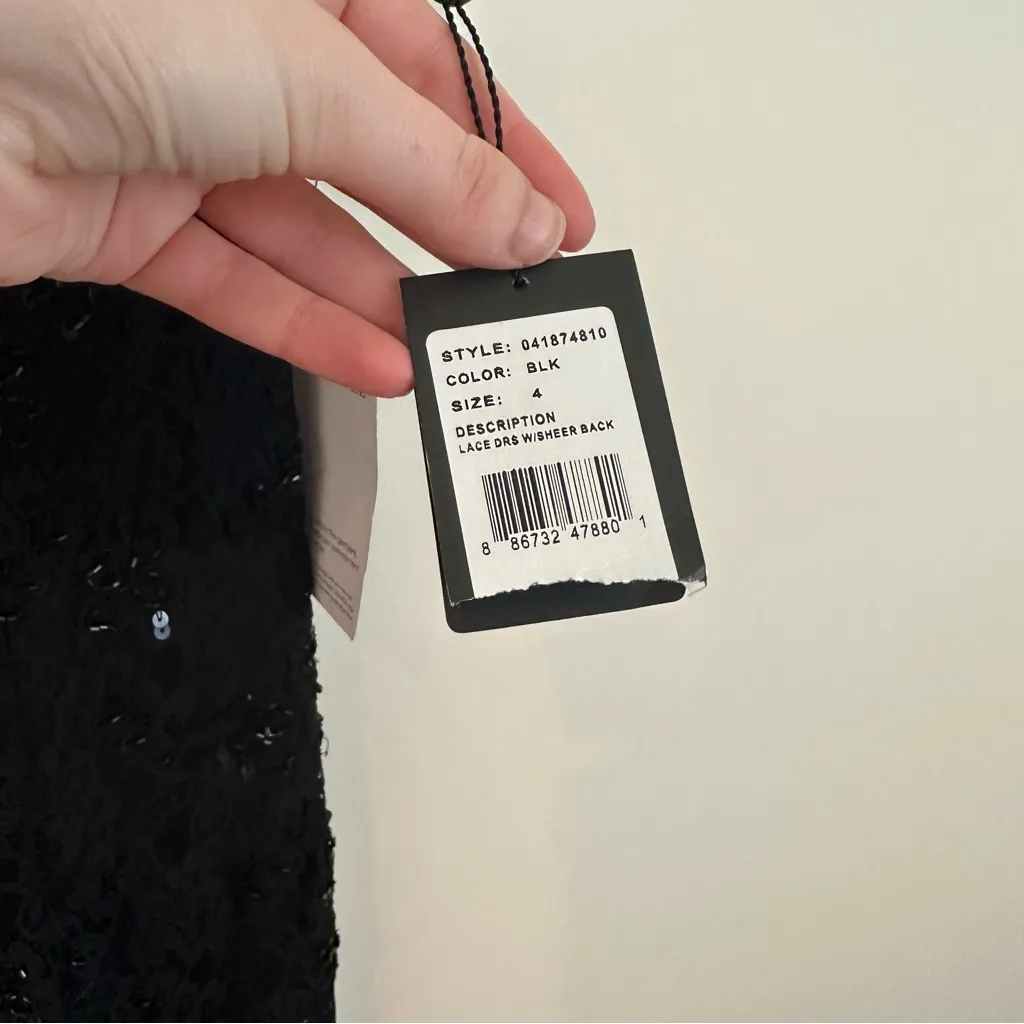 STYLE: 041874810
COLOR: BLK
SIZE: 4
DESCRIPTION
LACE DRS W/SHEER BACK
8 86732 47880 1